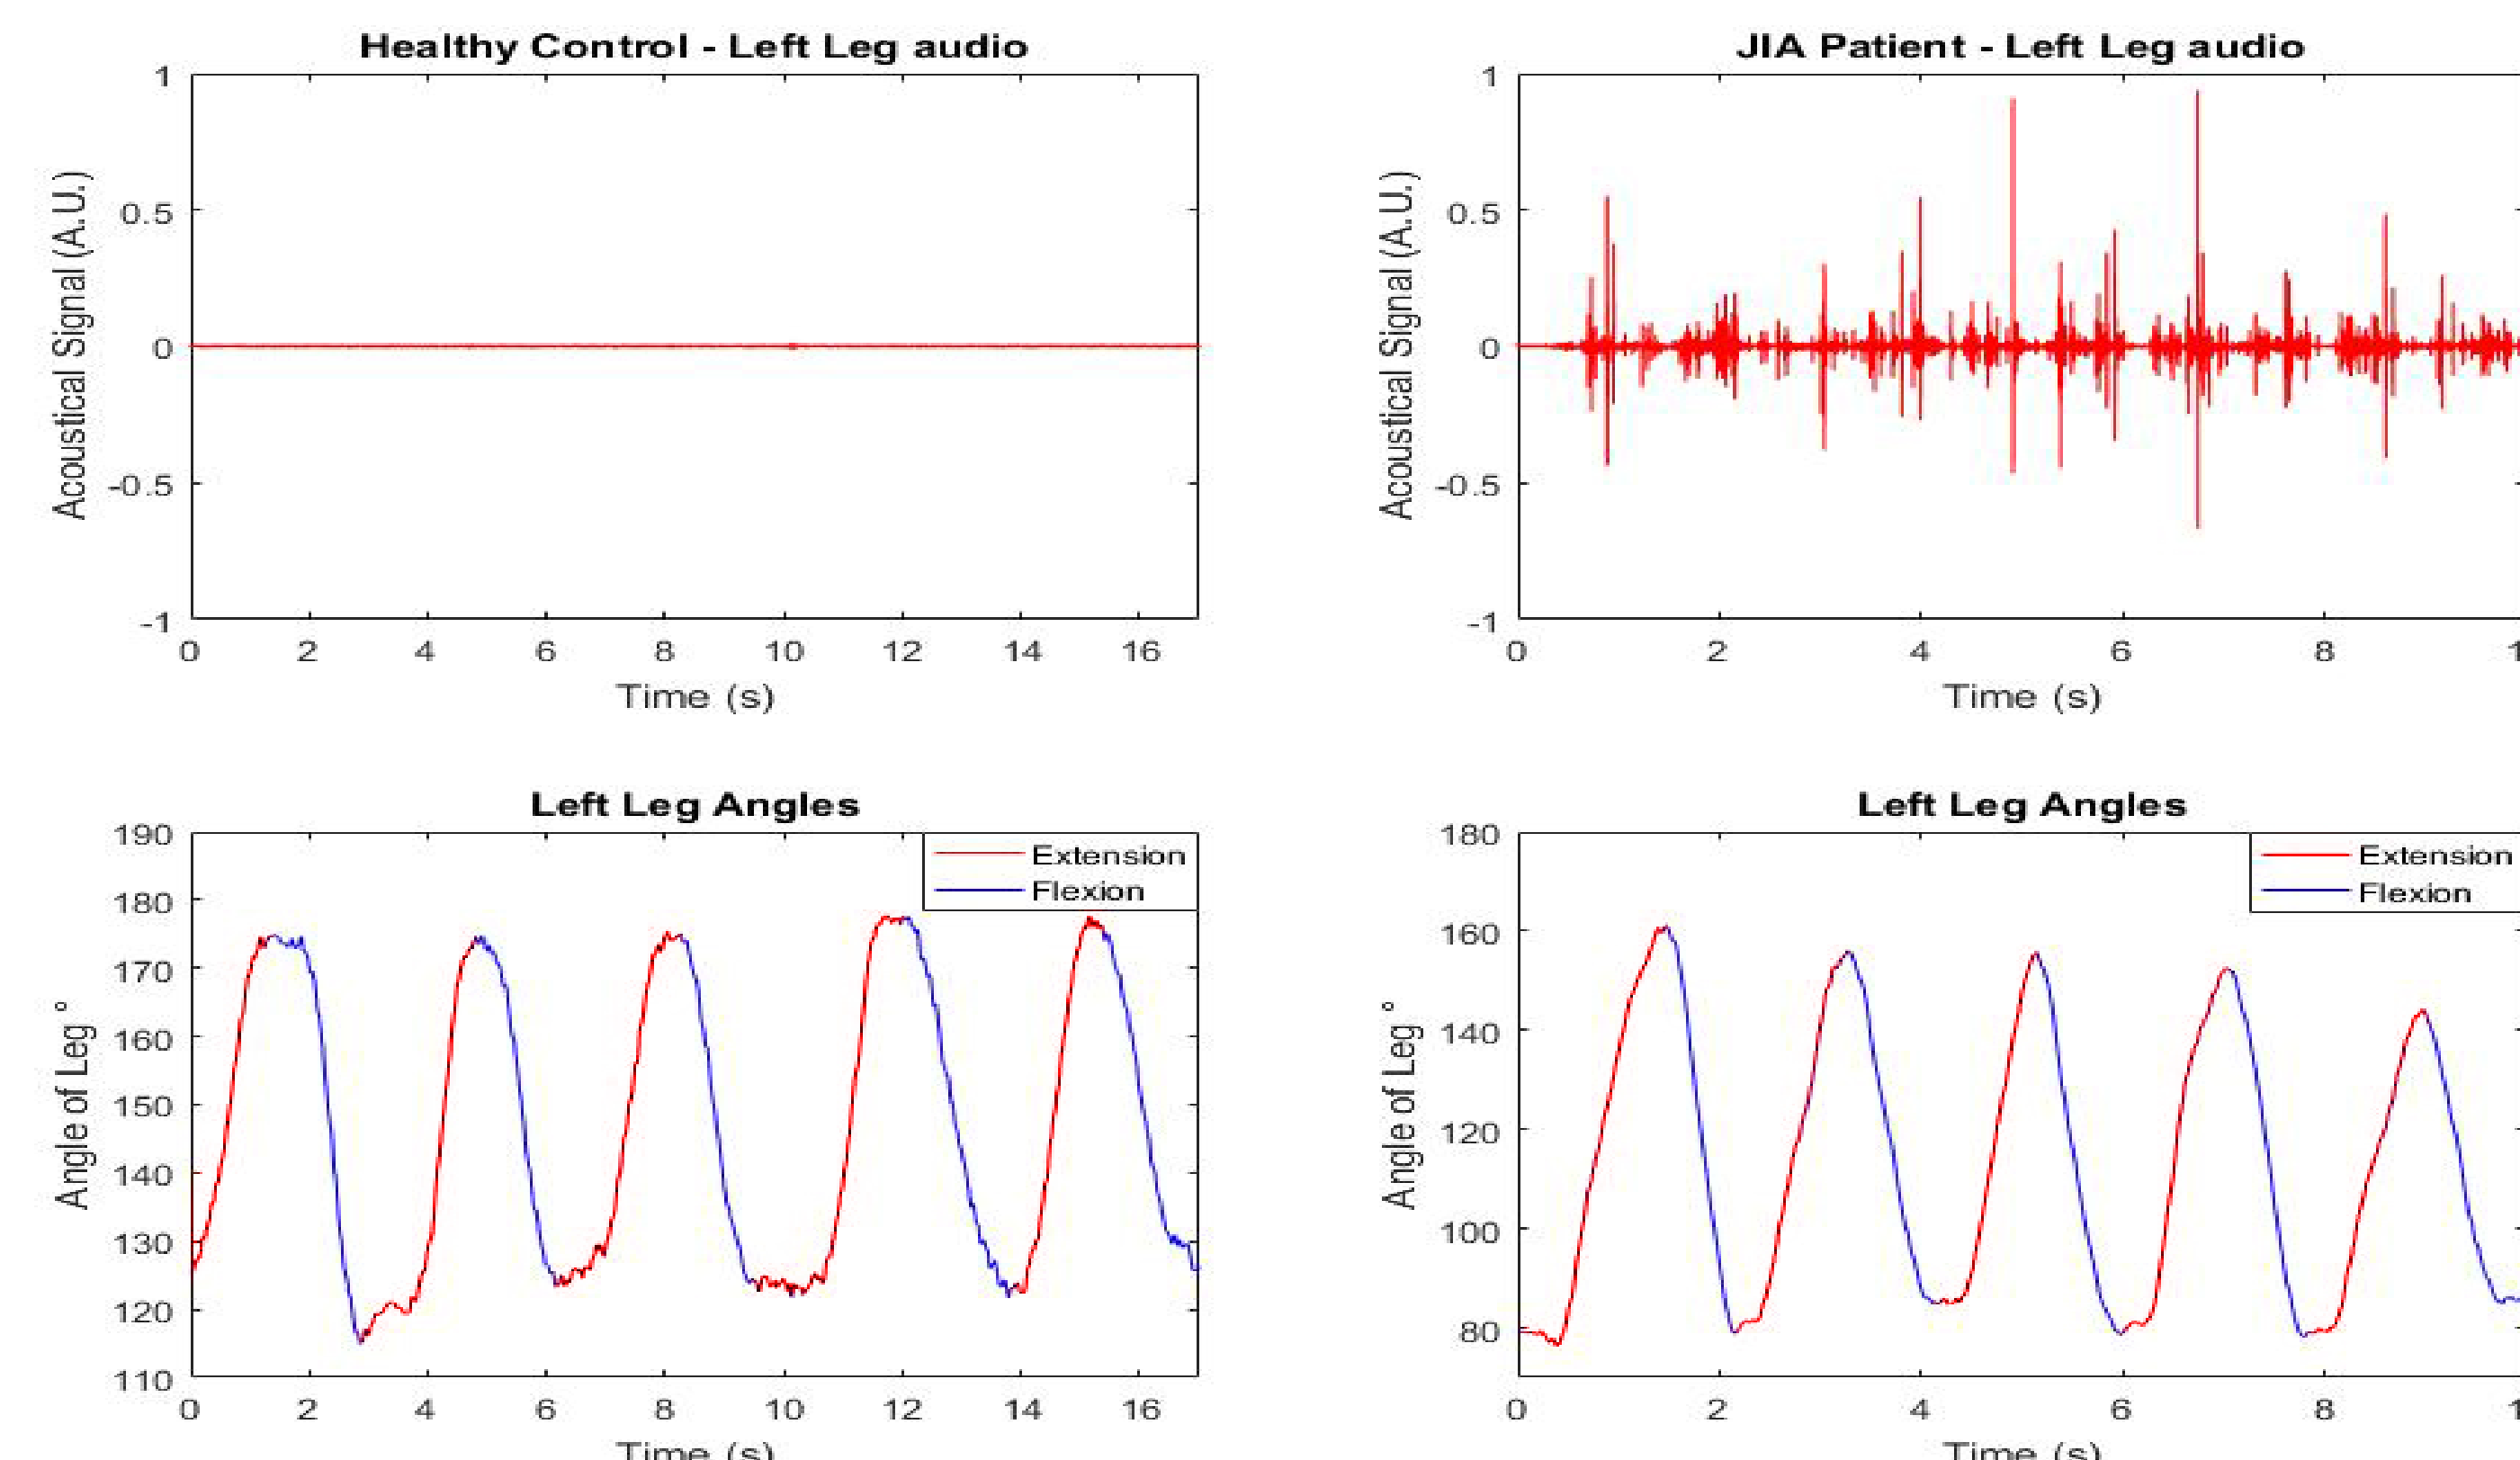 Healthy Control - Left Leg audio
1
0.5
0
-0.5
-1
Acoustical Signal (A.U.)
0 2 4 6 8 10 12 14 16
Time (s)
JIA Patient - Left Leg audio
1
0.5
0
-0.5
-1
Acoustical Signal (A.U.)
0 2 4 6 8 1
Time (s)
Left Leg Angles
190
180
170
160
150
140
130
120
110
Angle of Leg °
Extension
Flexion
0 2 4 6 8 10 12 14 16
Time (s)
Left Leg Angles
180
160
140
120
100
80
Angle of Leg °
Extension
Flexion
0 2 4 6 8 1
Time (s)